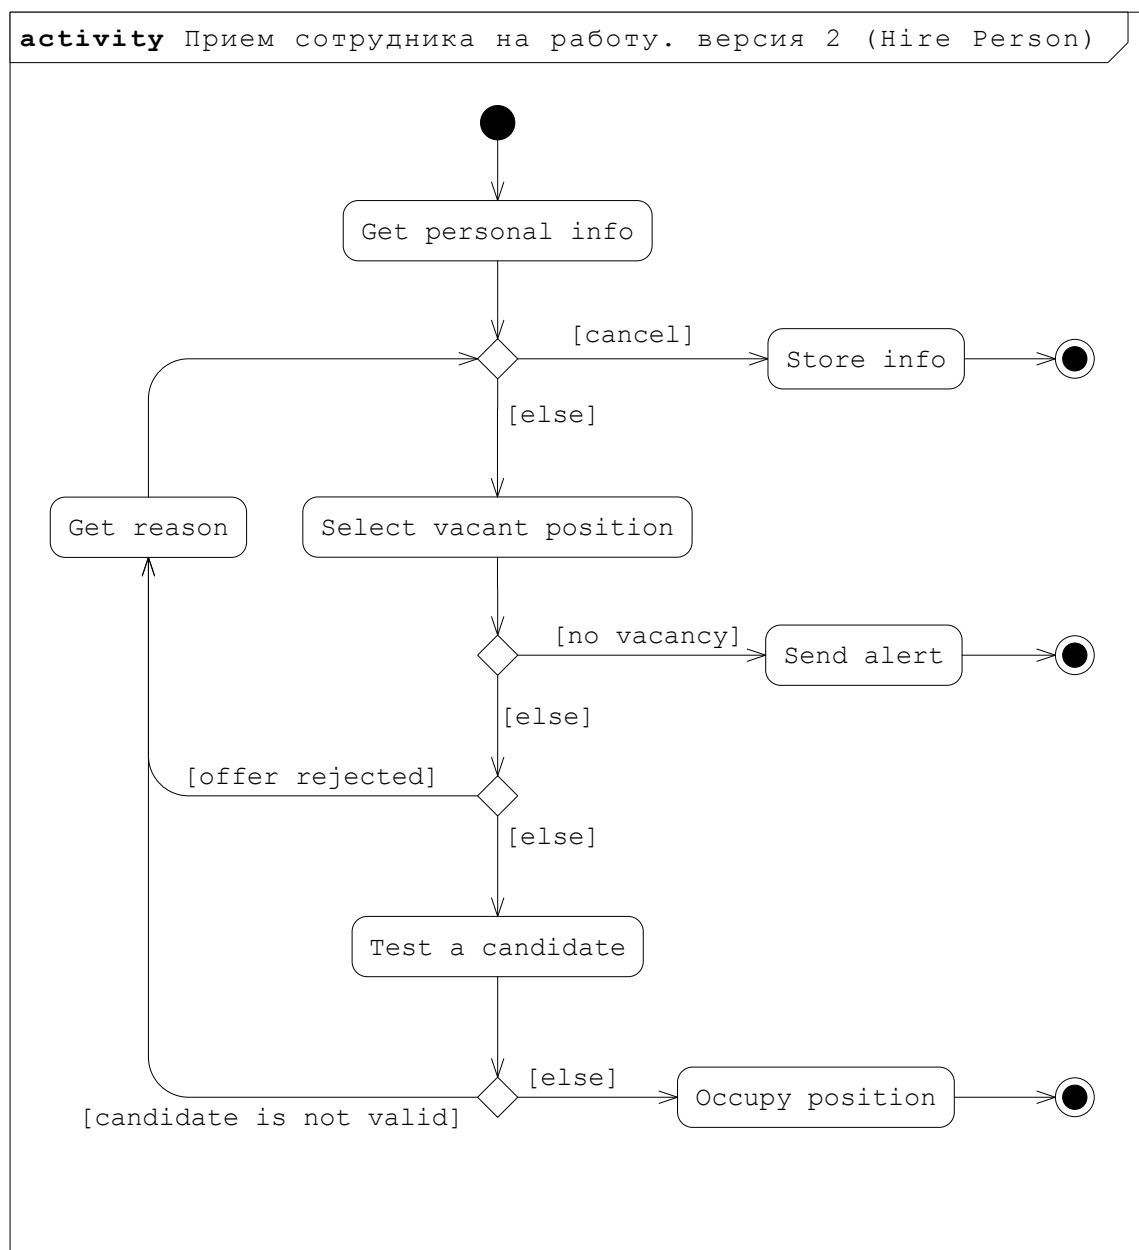 activity Прием сотрудника на работу. версия 2 (Hire Person)
Get personal info
[cancel]
Store info
[else]
Get reason
Select vacant position
[no vacancy]
Send alert
[else]
[offer rejected]
[else]
Test a candidate
[else]
Occupy position
[candidate is not valid]